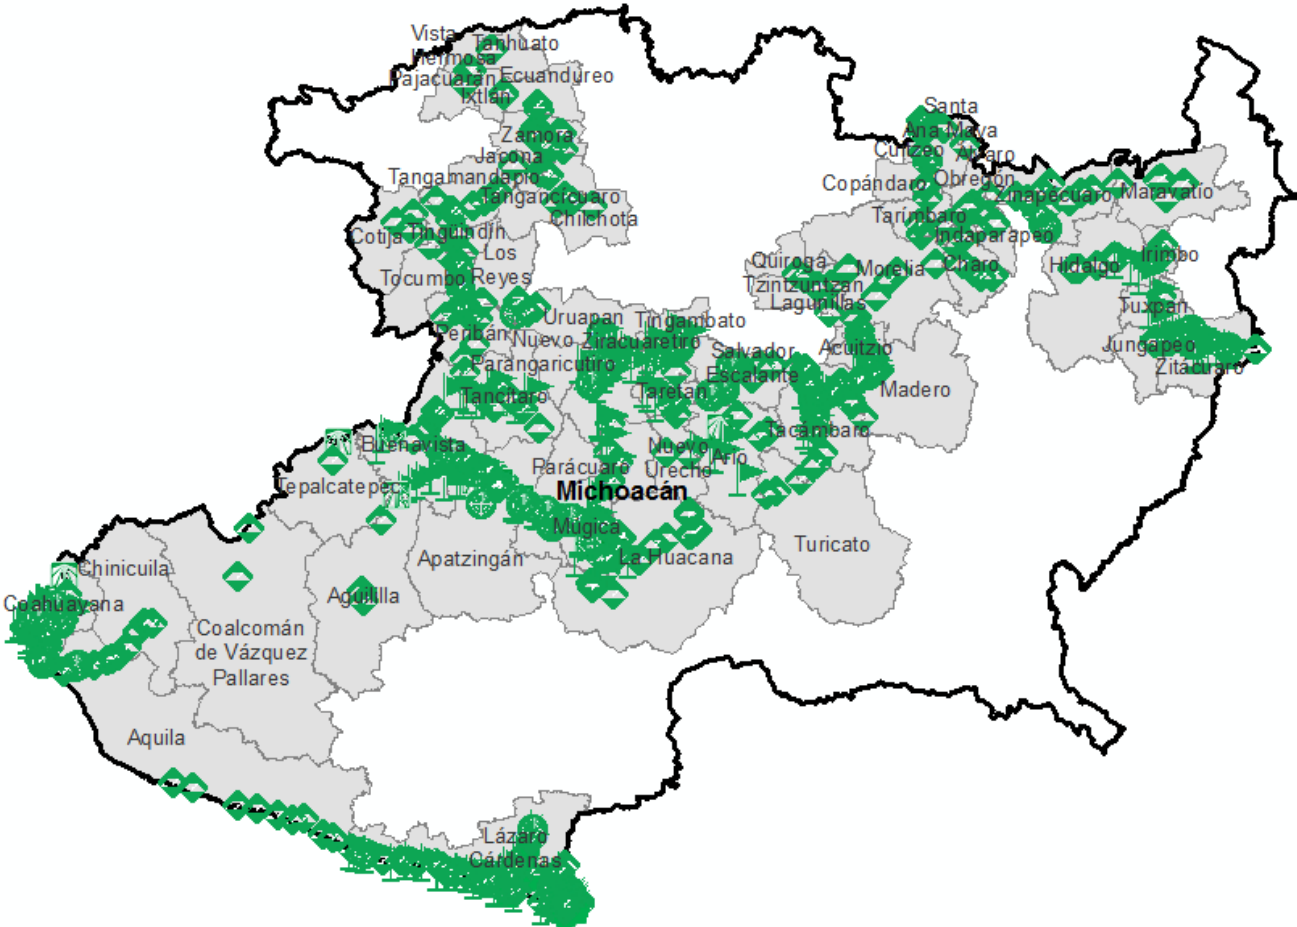 Vista
Hermosa
Tanhuato
Pajacuarán
Ecuandureo
Ixtlán
Zamora
Jacona
Tangamandapio
Tangancícuaro
Chilchota
Cotija
Tingüindín
Los
Reyes
Tocumbo
Peribán
Nuevo
Parangaricutiro
Uruapan
Tingambato
Ziracuaretiro
Tancítaro
Taretan
Salvador
Escalante
Santa
Ana Maya
Cuitzeo
Alvaro
Obregón
Copándaro
Tarímbaro
Zinapécuaro
Maravatío
Indaparapeo
Quiroga
Tzintzuntzan
Lagunillas
Morelia
Charo
Hidalgo
Irimbo
Tuxpan
Jungapeo
Zitácuaro
Acuitzio
Madero
Tacámbaro
Buenavista
Tepalcatepec
Parácuaro
Nuevo
Urecho
Ario
Michoacán
Múgica
La Huacana
Turicato
Apatzingán
Aguililla
Chinicuila
Coahuayana
Coalcomán
de Vázquez
Pallares
Aquila
Lázaro
Cárdenas